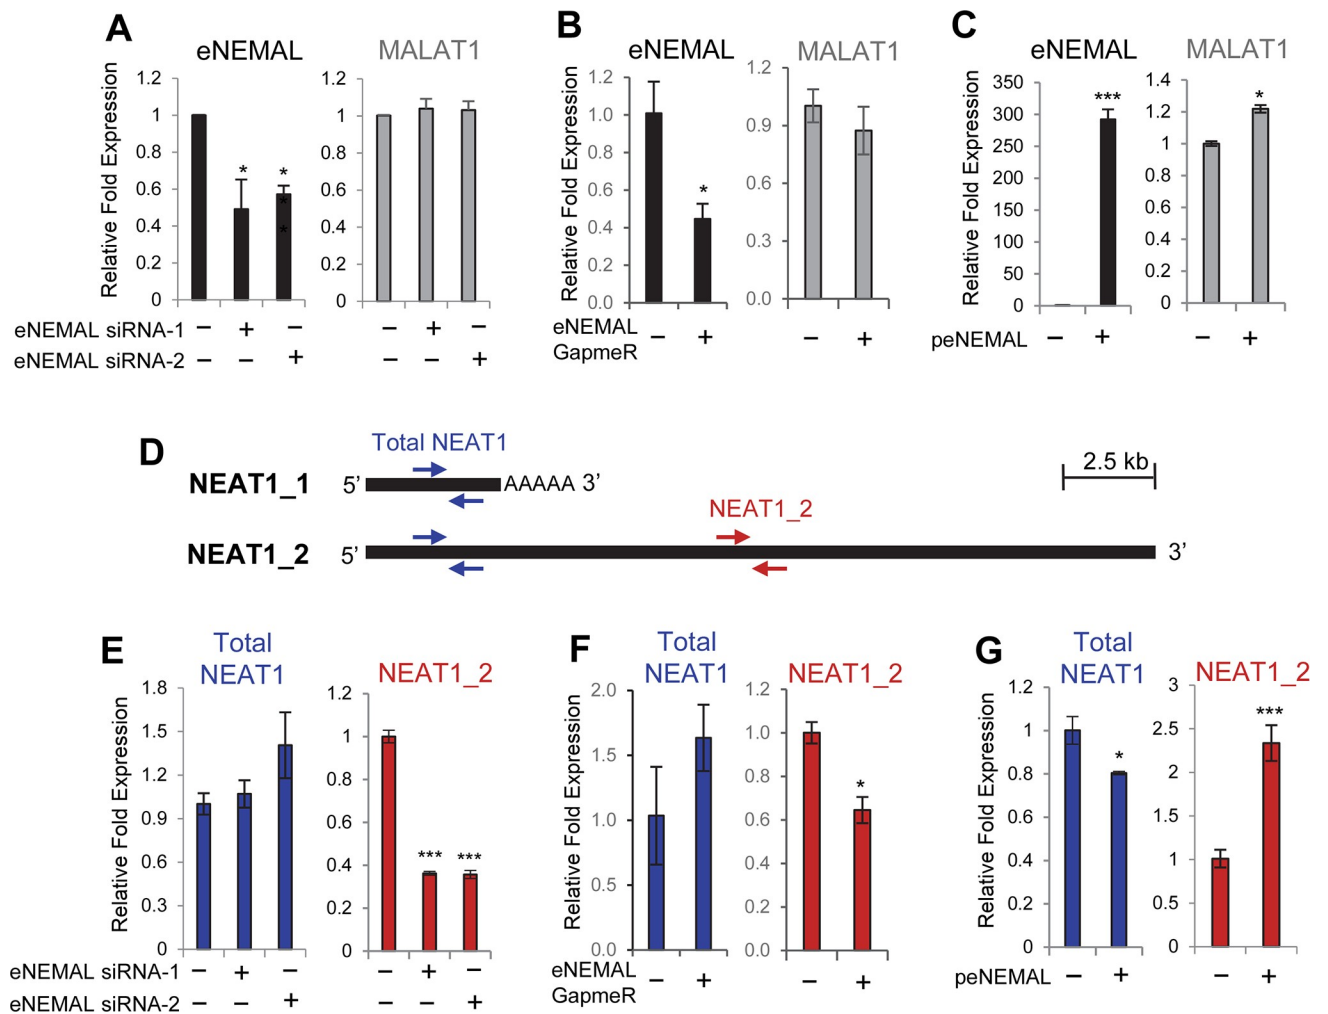 A
eNEMAL
MALAT1
Relative Fold Expression
1.2
1
0.8
0.6
0.4
0.2
0
*
*
*
*
1.2
1
0.8
0.6
0.4
0.2
0
eNEMAL siRNA-1 – + – – + –
eNEMAL siRNA-2 – – + – – +
B
eNEMAL
MALAT1
Relative Fold Expression
1.2
1.0
0.8
0.6
0.4
0.2
0.0
*
1.2
0.9
0.6
0.3
0.0
eNEMAL
GapmeR
– + – +
C
eNEMAL
MALAT1
Relative Fold Expression
350
300
250
200
150
100
50
0
***
1.4
1.2
1
0.8
0.6
0.4
0.2
0
*
peNEMAL – + – +
D
Total NEAT1
NEAT1_1 5’ AAAAA 3’
2.5 kb
NEAT1_2
NEAT1_2 5’ 3’
E
Total
NEAT1
NEAT1_2
Relative Fold Expression
1.8
1.5
1.2
0.9
0.6
0.3
0
1.2
1
0.8
0.6
0.4
0.2
0
*** ***
eNEMAL siRNA-1 – + – – + –
eNEMAL siRNA-2 – – + – – +
F
Total
NEAT1
NEAT1_2
Relative Fold Expression
2.0
1.5
1.0
0.5
0.0
1.2
1.0
0.8
0.6
0.4
0.2
0.0
*
eNEMAL
GapmeR
– + – +
G
Total
NEAT1
NEAT1_2
Relative Fold Expression
1.2
1
0.8
0.6
0.4
0.2
0
*
3
2.5
2
1.5
1
0.5
0
***
peNEMAL – + – +